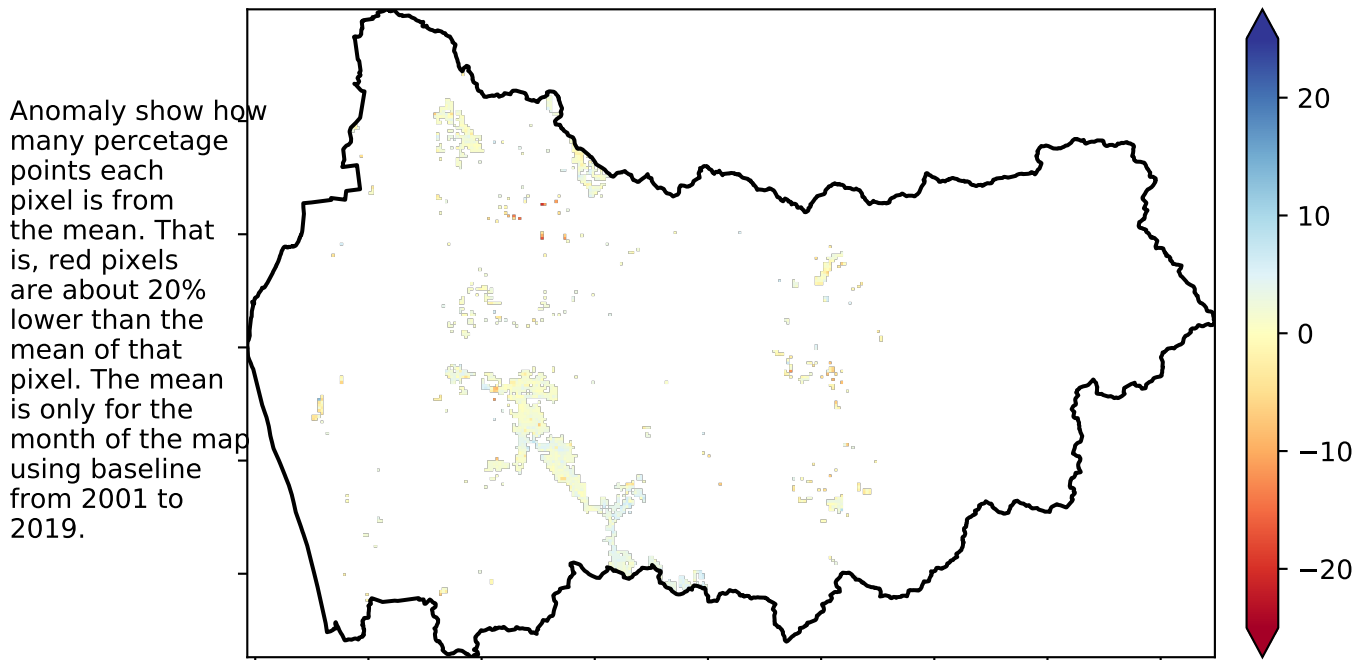 Anomaly show how
many percetage
points each
pixel is from
the mean. That
is, red pixels
are about 20%
lower than the
mean of that
pixel. The mean
is only for the
month of the map
using baseline
from 2001 to
2019.
20
10
0
−10
−20